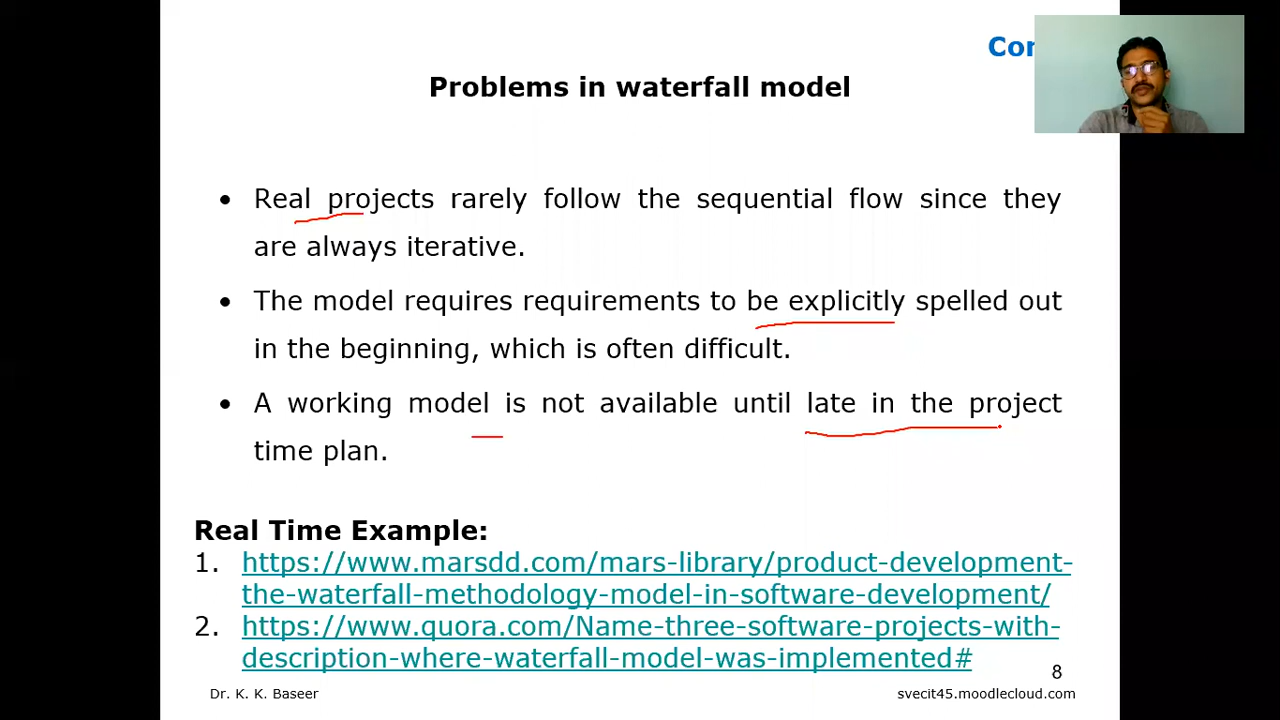 Problems in waterfall model
• Real projects rarely follow the sequential flow since they
are always iterative.
• The model requires requirements to be explicitly spelled out
in the beginning, which is often difficult.
• A working model is not available until late in the project
time plan.
Real Time Example:
1. https://www.marsdd.com/mars-library/product-development-
the-waterfall-methodology-model-in-software-development/
2. https://www.quora.com/Name-three-software-projects-with-
description-where-waterfall-model-was-implemented#
8
Dr. K. K. Baseer
svecit45.moodlecloud.com